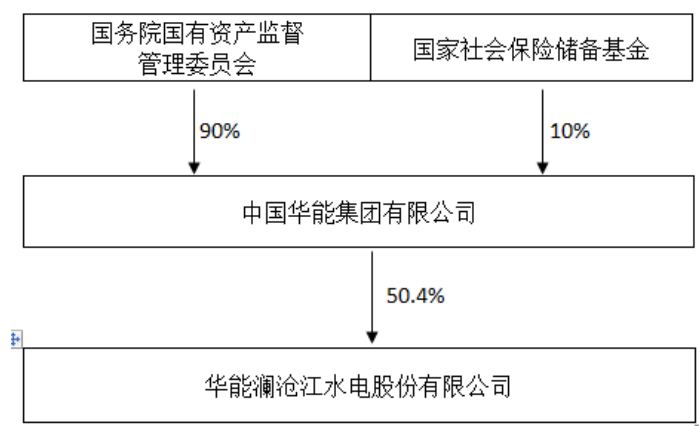 国务院国有资产监督
管理委员会
国家社会保险储备基金
90%
10%
中国华能集团有限公司
50.4%
华能澜沧江水电股份有限公司